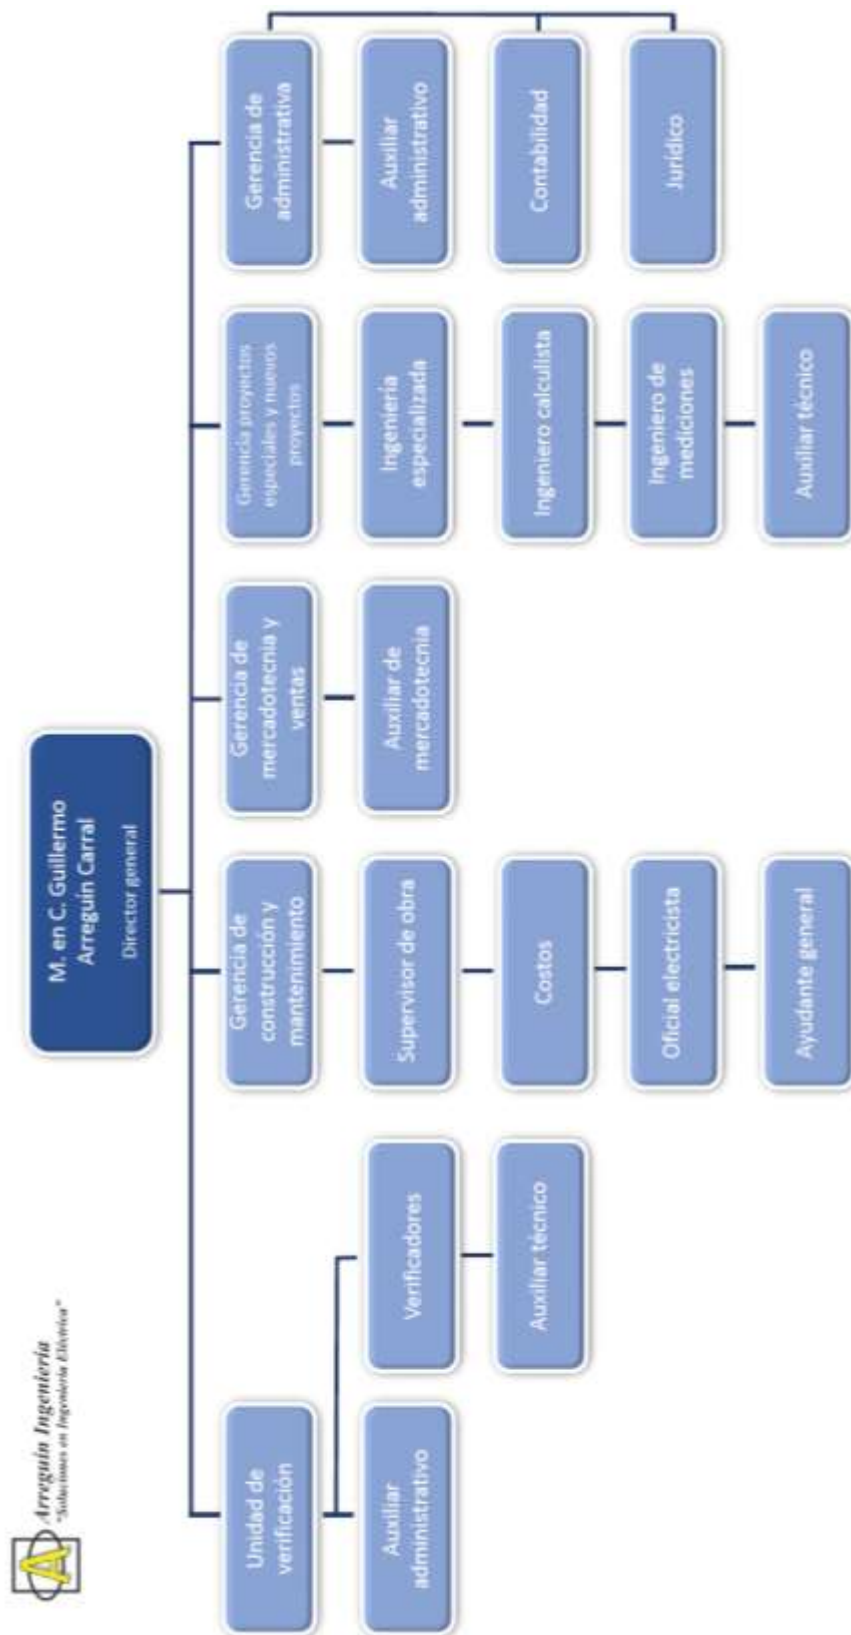 Arreguín Ingeniería
"Soluciones en Ingeniería Eléctrica"
M. en C. Guillermo
Arreguín Carral
Director general
Unidad de
verificación
Gerencia de
construcción y
mantenimiento
Gerencia de
mercadotecnia y
ventas
Gerencia proyectos
especiales y nuevos
proyectos
Gerencia de
administrativa
Auxiliar
administrativo
Verificadores
Supervisor de obra
Auxiliar de
mercadotecnia
Ingeniería
especializada
Auxiliar
administrativo
Auxiliar técnico
Costos
Ingeniero calculista
Contabilidad
Oficial electricista
Ingeniero de
mediciones
Jurídico
Ayudante general
Auxiliar técnico